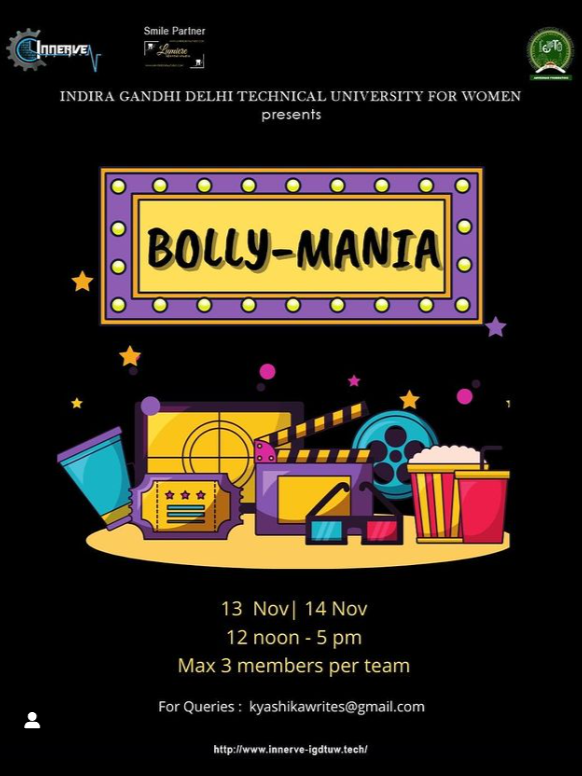 INNERVE
Smile Partner
Lumiere
INDIRA GANDHI DELHI TECHNICAL UNIVERSITY FOR WOMEN
presents
BOLLY-MANIA
13 Nov| 14 Nov
12 noon - 5 pm
Max 3 members per team
For Queries : kyashikawrites@gmail.com
http://www.innerve-igdtuw.tech/